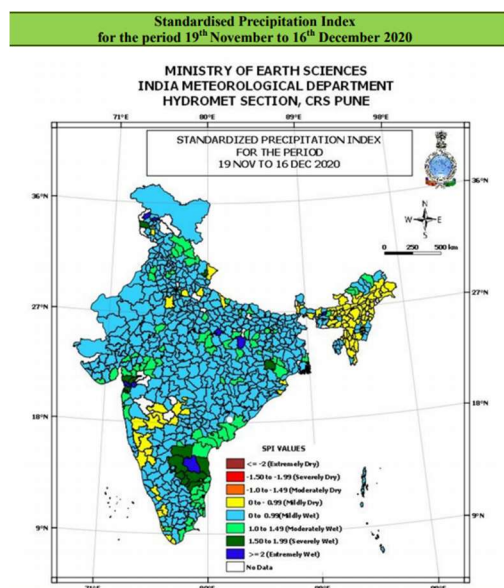 Standardised Precipitation Index
for the period 19th November to 16th December 2020
MINISTRY OF EARTH SCIENCES
INDIA METEOROLOGICAL DEPARTMENT
HYDROMET SECTION, CRS PUNE
71°E 80°E 89°E 98°E
STANDARDIZED PRECIPITATION INDEX
FOR THE PERIOD
19 NOV TO 16 DEC 2020
36°N 36°N
N
W E
S
0 250 500 km
27°N 27°N
18°N 18°N
SPI VALUES
<= -2 (Extremely Dry)
-1.50 to -1.99 (Severely Dry)
-1.0 to -1.49 (Moderately Dry
0 to - 0.99 (Mildly Dry)
0 to 0.99(Mildly Wet)
1.0 to 1.49 (Moderately Wet)
1.50 to 1.99 (Severely Wet)
>= 2 (Extremely Wet)
No Data
9°N 9°N